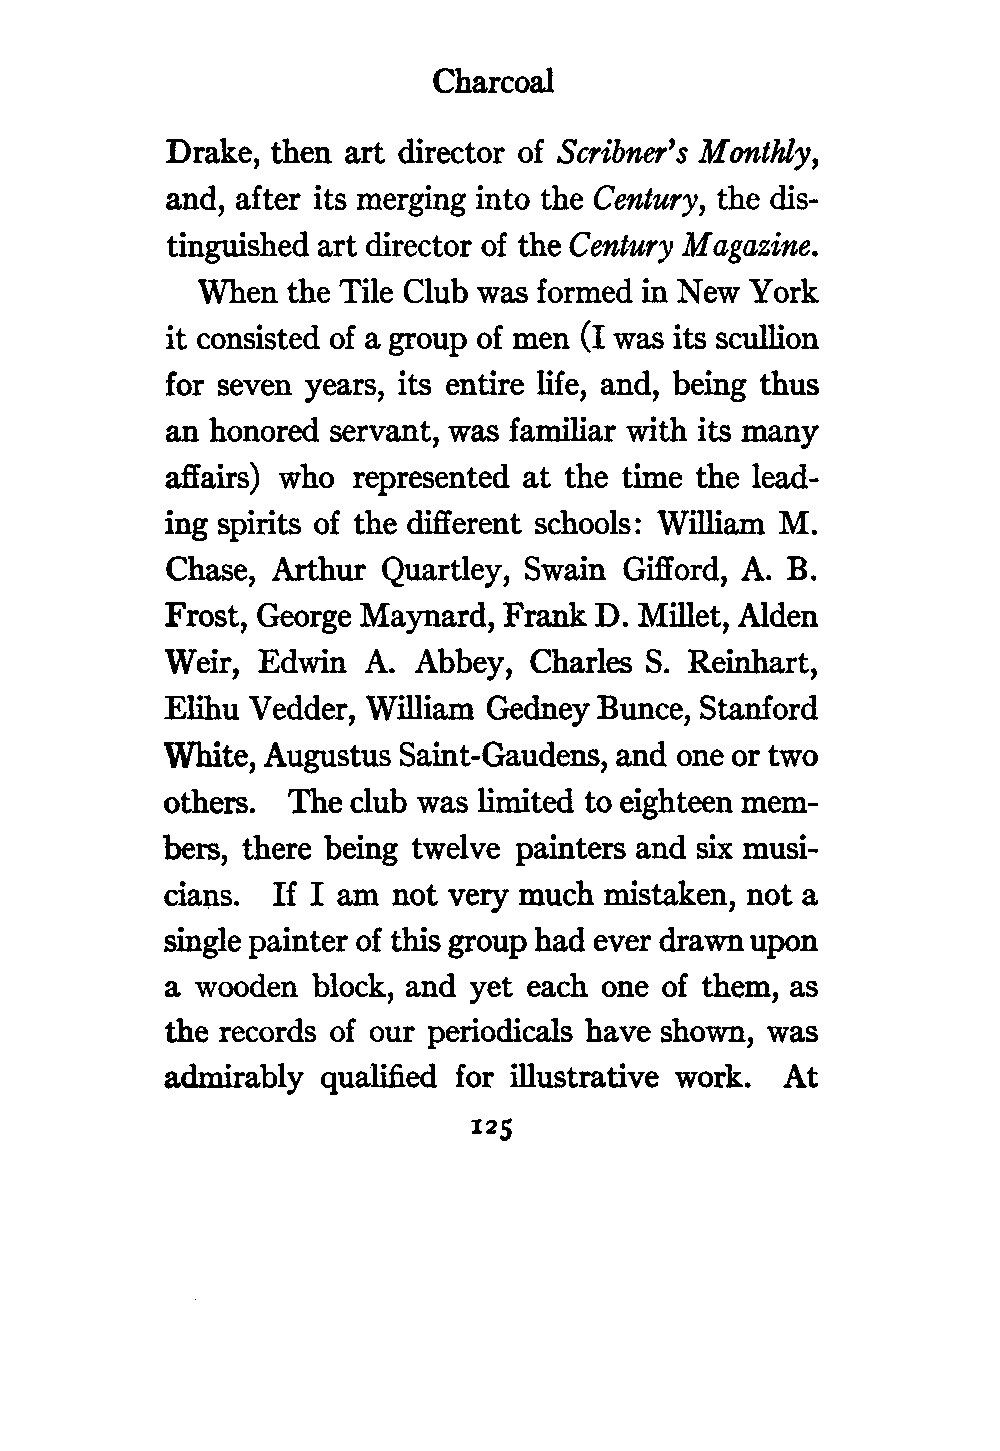 Charcoal
Drake, then art director of Scribner's Monthly,
and, after its merging into the Century, the dis-
tinguished art director of the Century Magazine.
When the Tile Club was formed in New York
it consisted of a group of men (I was its scullion
for seven years, its entire life, and, being thus
an honored servant, was familiar with its many
affairs) who represented at the time the lead-
ing spirits of the different schools: William M.
Chase, Arthur Quartley, Swain Gifford, A. B.
Frost, George Maynard, Frank D. Millet, Alden
Weir, Edwin A. Abbey, Charles S. Reinhart,
Elihu Vedder, William Gedney Bunce, Stanford
White, Augustus Saint-Gaudens, and one or two
others. The club was limited to eighteen mem-
bers, there being twelve painters and six musi-
cians. If I am not very much mistaken, not a
single painter of this group had ever drawn upon
a wooden block, and yet each one of them, as
the records of our periodicals have shown, was
admirably qualified for illustrative work. At
125